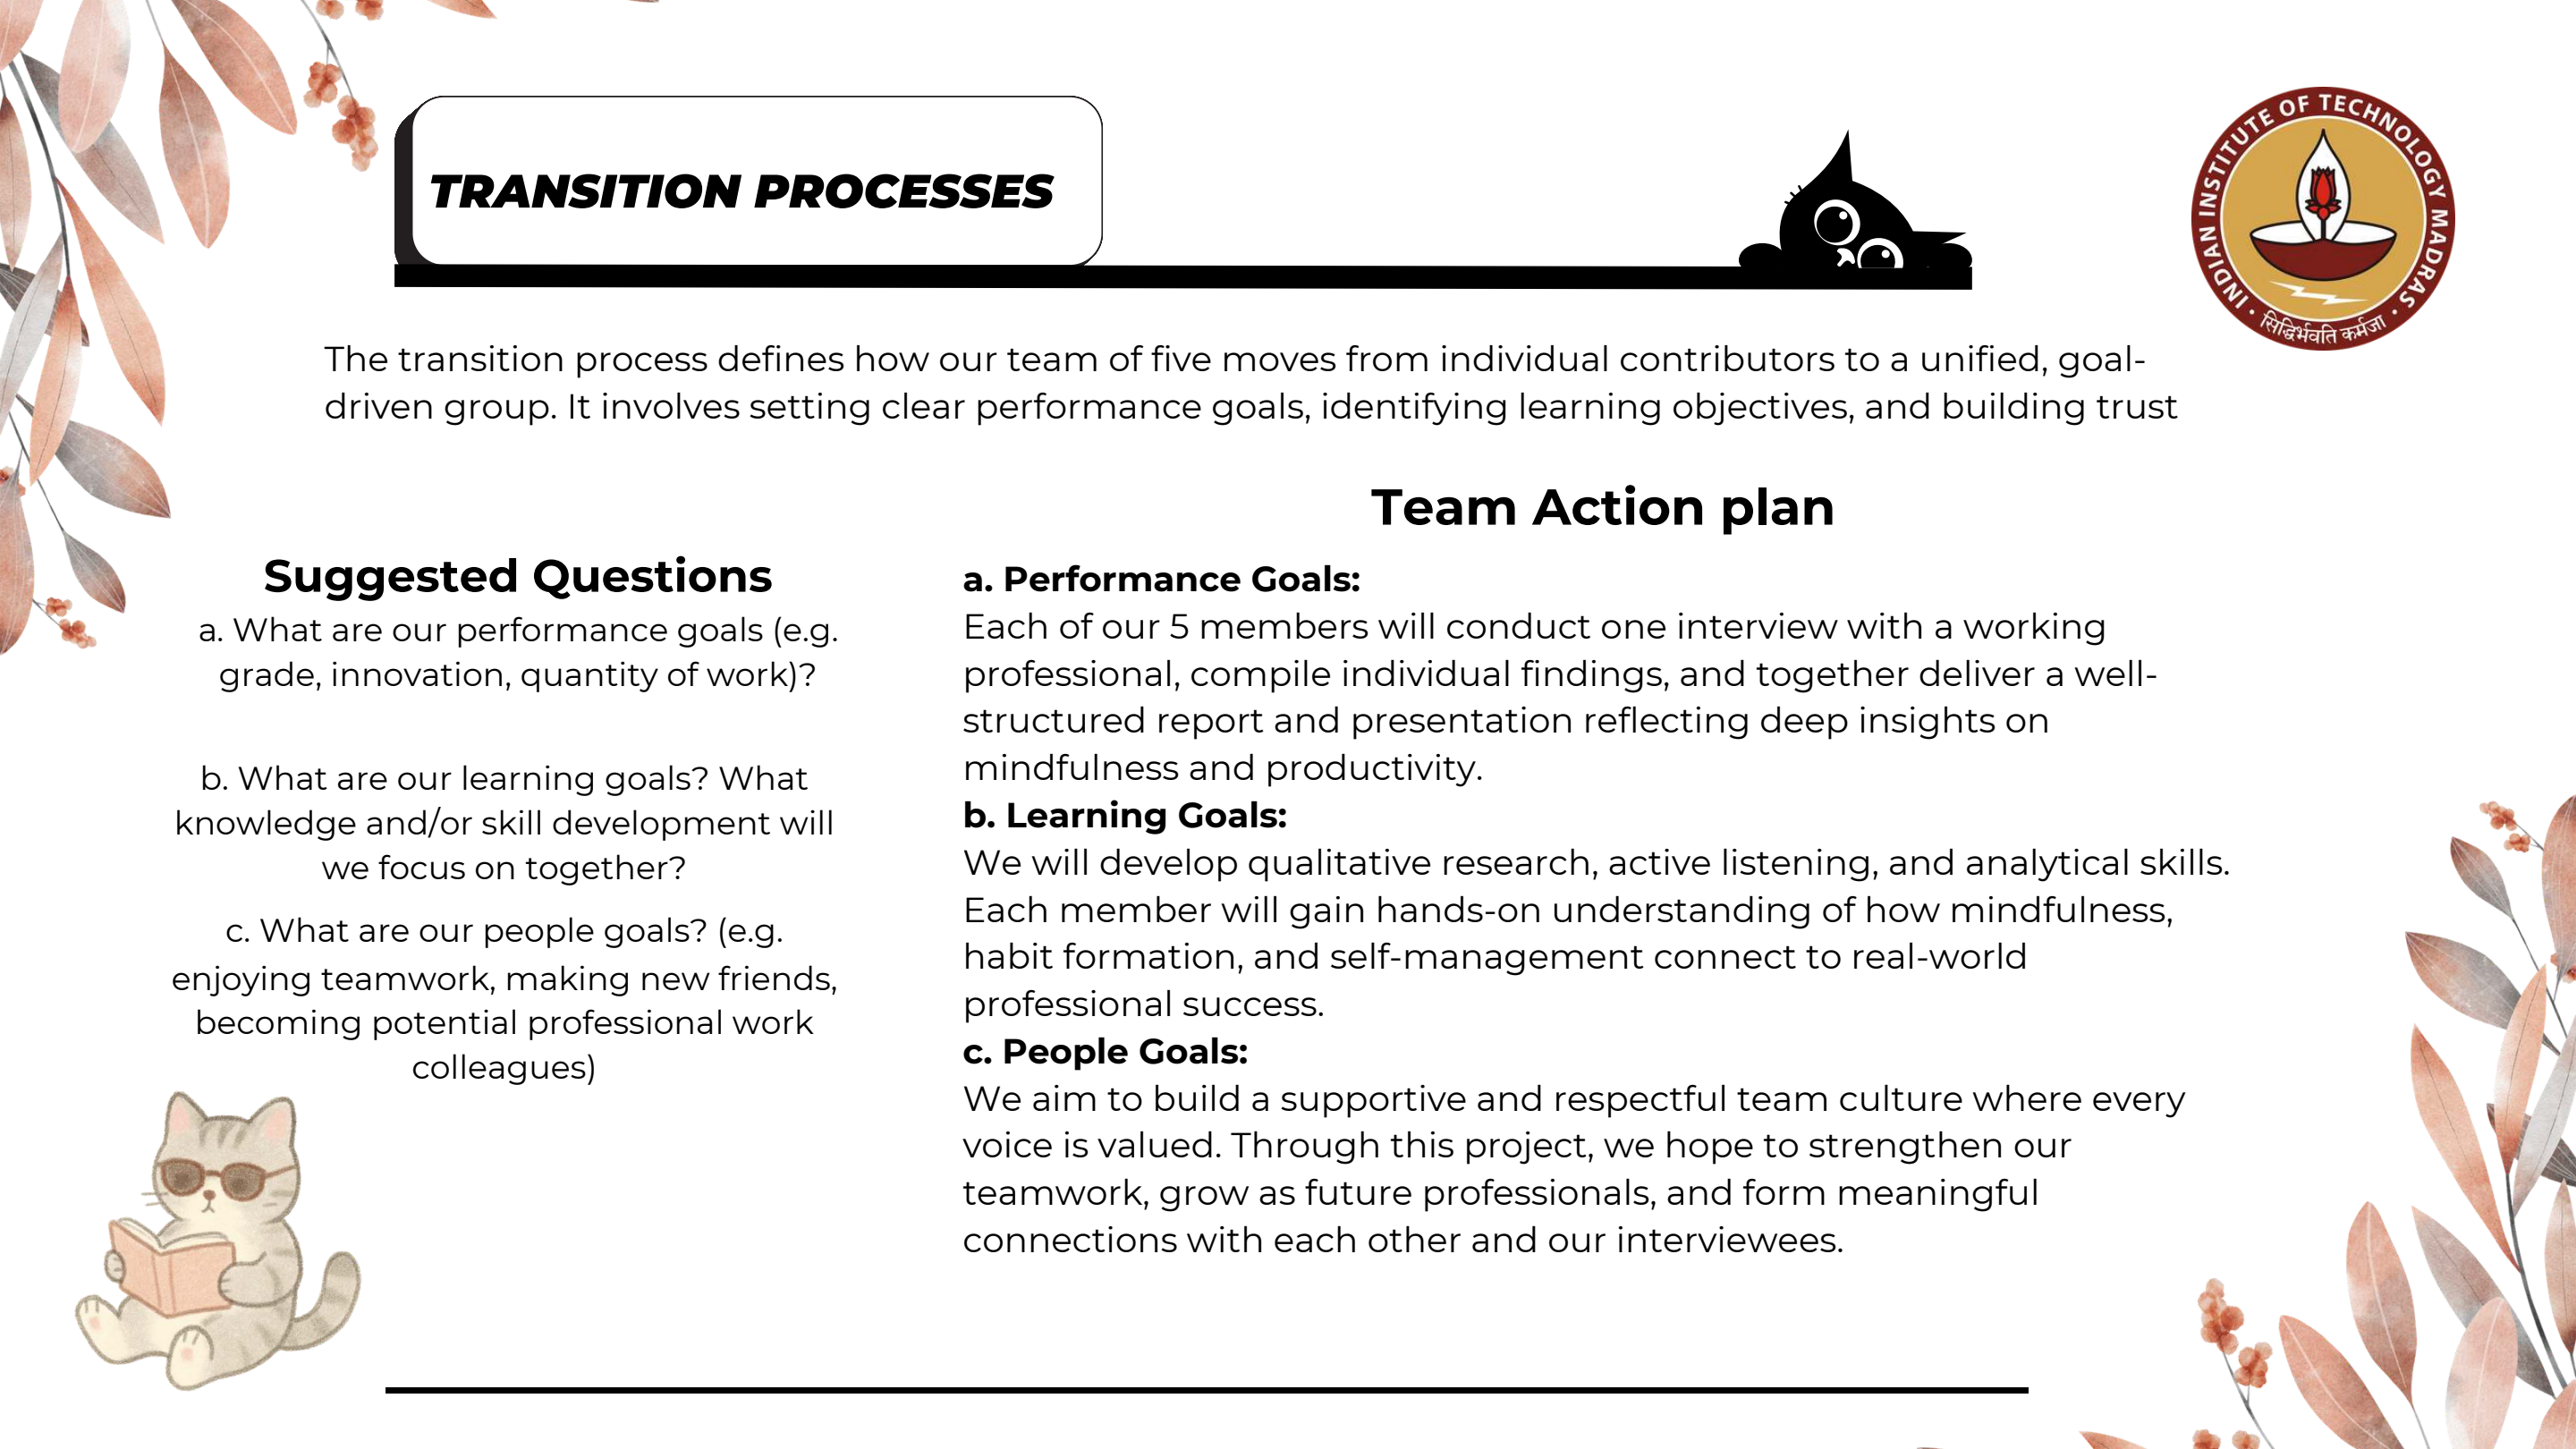 TRANSITION PROCESSES
INDIAN INSTITUTE OF TECHNOLOGY MADRAS
सिद्धिर्भवति कर्मजा
The transition process defines how our team of five moves from individual contributors to a unified, goal-
driven group. It involves setting clear performance goals, identifying learning objectives, and building trust
Suggested Questions
a. What are our performance goals (e.g.
grade, innovation, quantity of work)?
b. What are our learning goals? What
knowledge and/or skill development will
we focus on together?
c. What are our people goals? (e.g.
enjoying teamwork, making new friends,
becoming potential professional work
colleagues)
Team Action plan
a. Performance Goals:
Each of our 5 members will conduct one interview with a working
professional, compile individual findings, and together deliver a well-
structured report and presentation reflecting deep insights on
mindfulness and productivity.
b. Learning Goals:
We will develop qualitative research, active listening, and analytical skills.
Each member will gain hands-on understanding of how mindfulness,
habit formation, and self-management connect to real-world
professional success.
c. People Goals:
We aim to build a supportive and respectful team culture where every
voice is valued. Through this project, we hope to strengthen our
teamwork, grow as future professionals, and form meaningful
connections with each other and our interviewees.